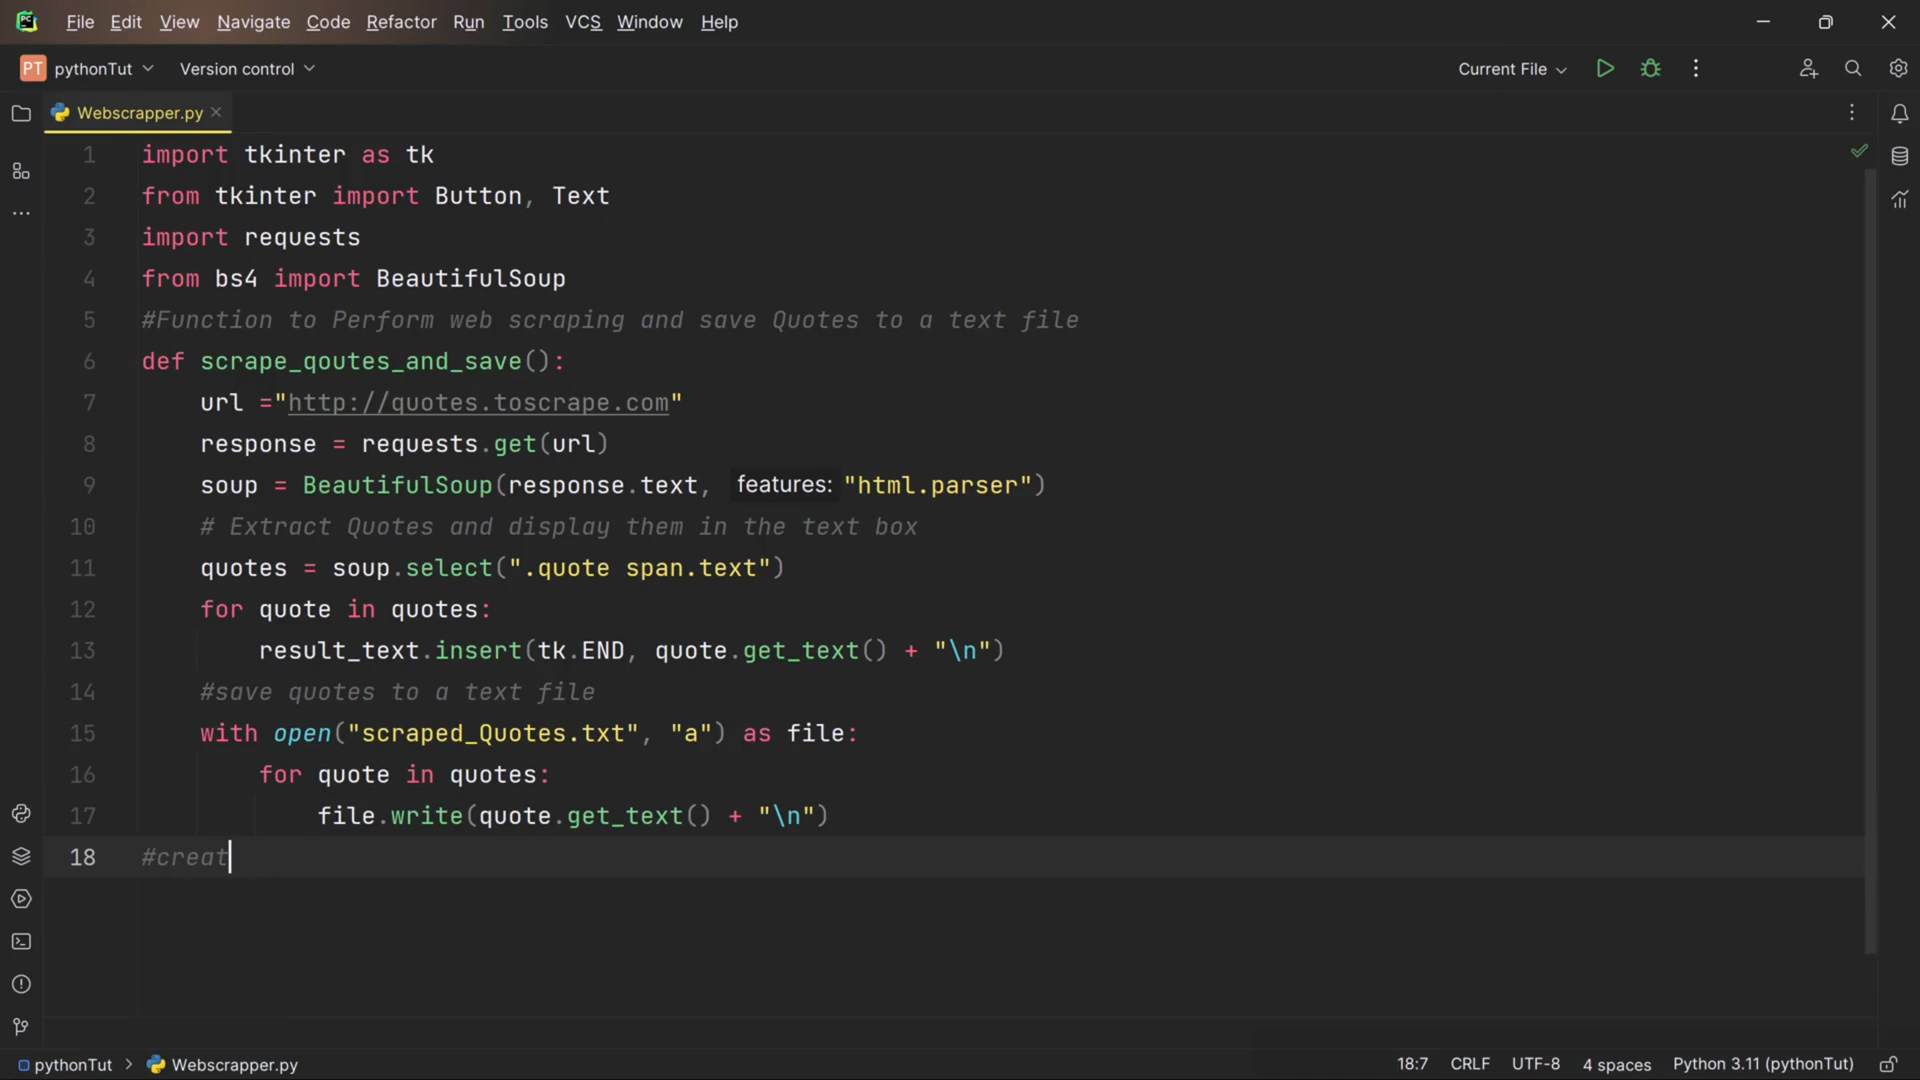 PC File Edit View Navigate Code Refactor Run Tools VCS Window Help
PT pythonTut Version control Current File
Webscrapper.py
1 import tkinter as tk
2 from tkinter import Button, Text
3 import requests
4 from bs4 import BeautifulSoup
5 #Function to Perform web scraping and save Quotes to a text file
6 def scrape_qoutes_and_save():
7 url ="http://quotes.toscrape.com"
8 response = requests.get(url)
9 soup = BeautifulSoup(response.text, features: "html.parser")
10 # Extract Quotes and display them in the text box
11 quotes = soup.select(".quote span.text")
12 for quote in quotes:
13 result_text.insert(tk.END, quote.get_text() + "\n")
14 #save quotes to a text file
15 with open("scraped_Quotes.txt", "a") as file:
16 for quote in quotes:
17 file.write(quote.get_text() + "\n")
18 #creat
pythonTut > Webscrapper.py 18:7 CRLF UTF-8 4 spaces Python 3.11 (pythonTut)